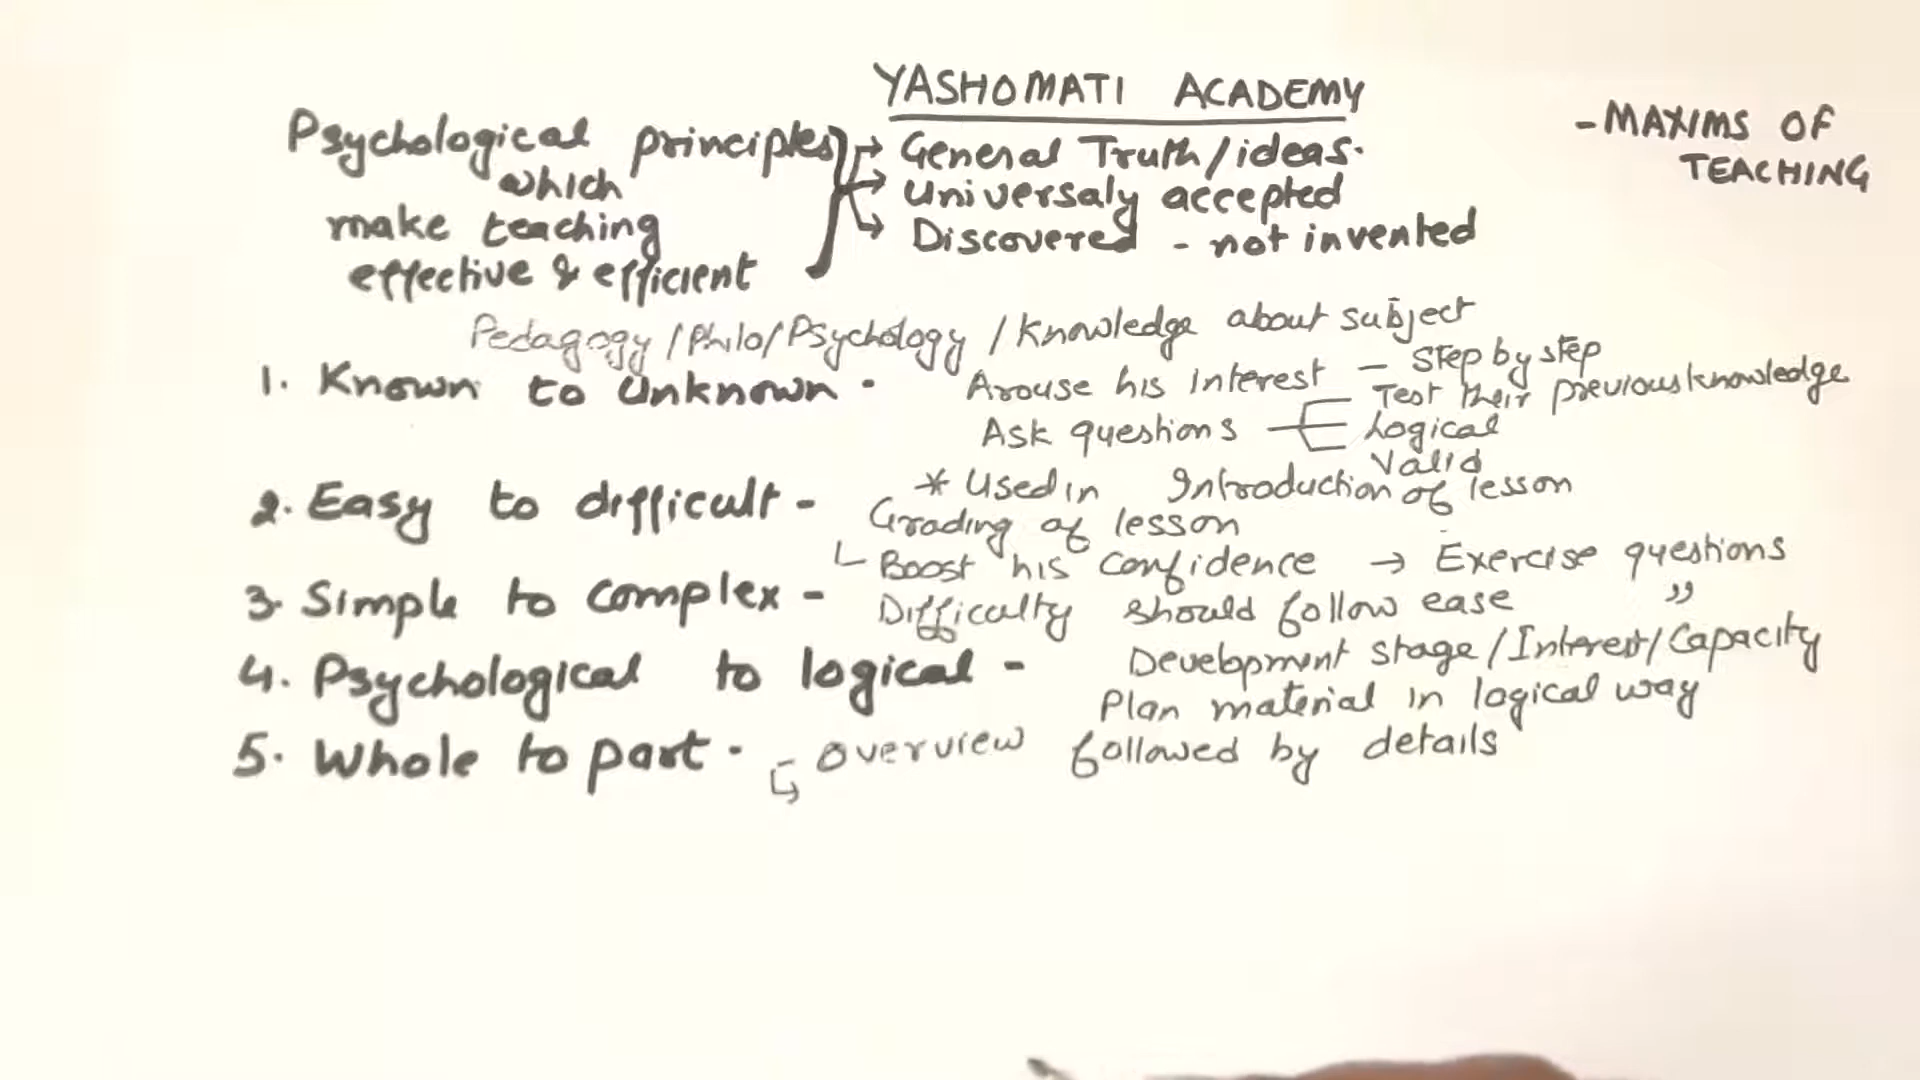 YASHOMATI ACADEMY
- MAXIMS OF
TEACHING
Psychological principles
which
make teaching
effective & efficient
→ General Truth/ideas.
→ Universaly accepted
→ Discovered - not invented
Pedagogy /Philo/Psychology /Knowledge about subject
1. Known to Unknown - Arouse his interest - Step by step
Ask questions
Test their previous knowledge
Logical
Valid
* Used in Introduction of lesson
2. Easy to difficult - Grading of lesson
Boost his confidence → Exercise questions
3. Simple to complex - Difficulty should follow ease "
4. Psychological to logical - Development stage/Interest/Capacity
Plan material in logical way
5. Whole to part - overview followed by details